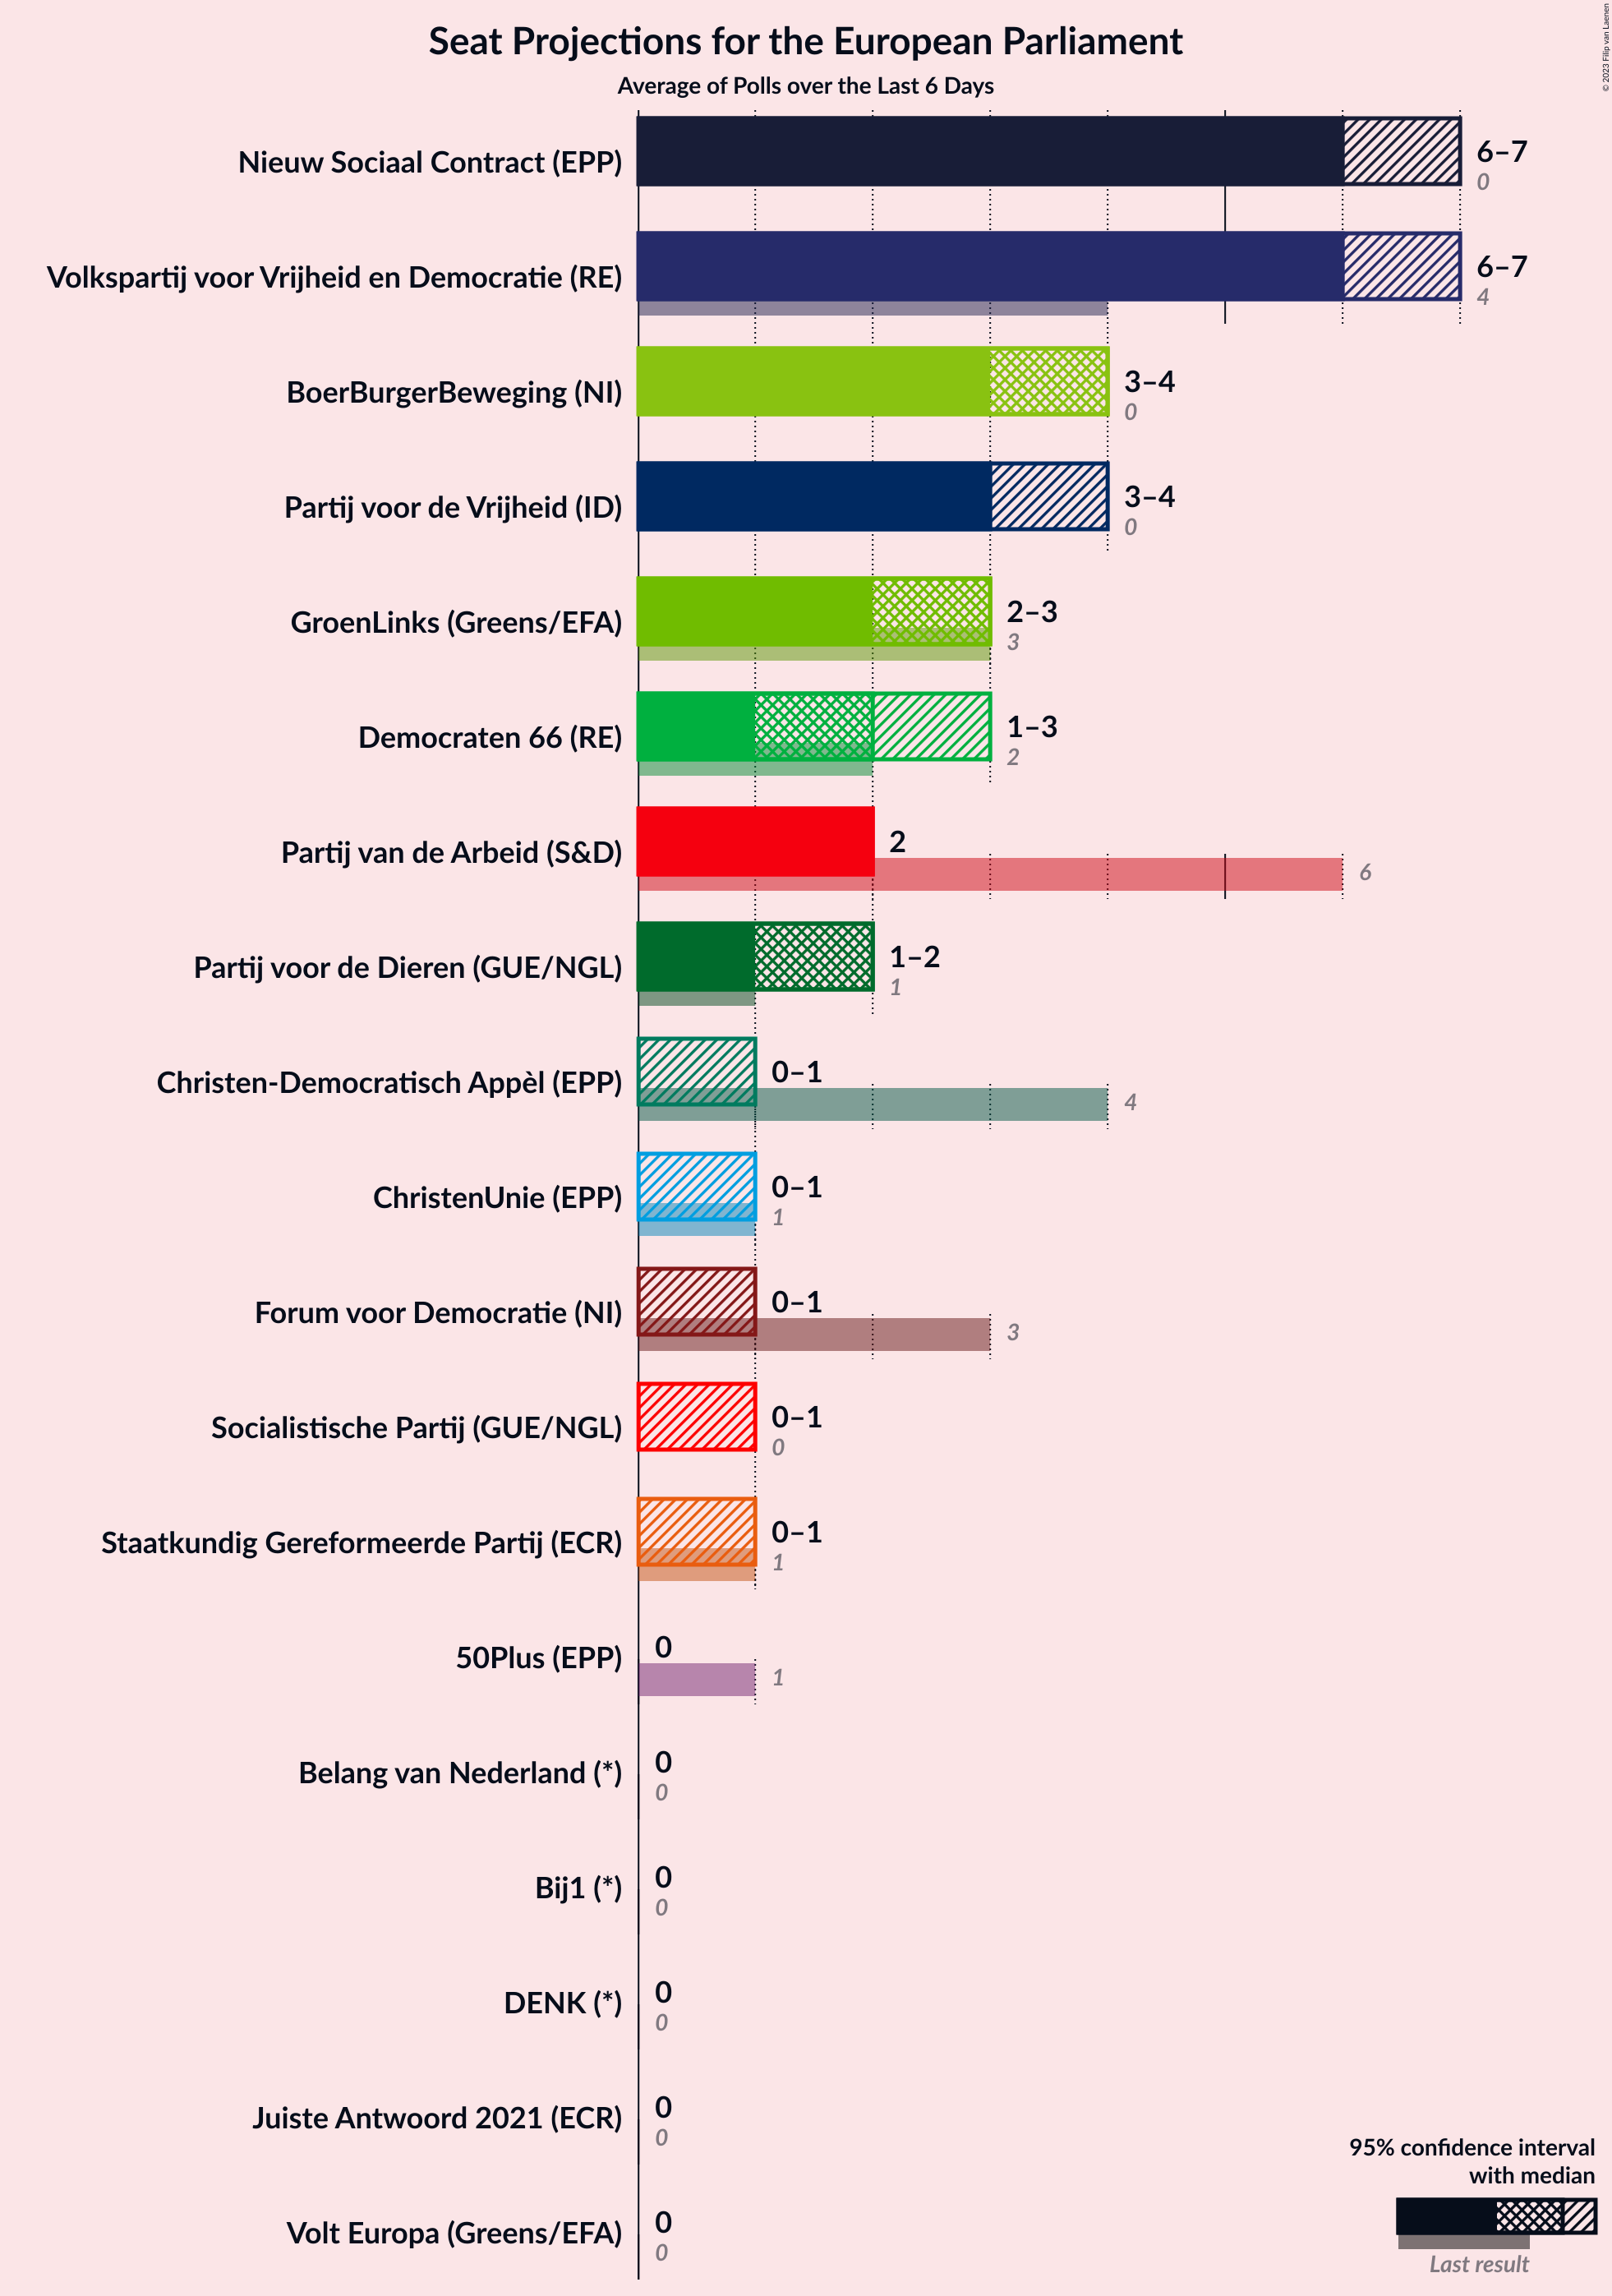 © 2023 Filip van Laenen
Seat Projections for the European Parliament
Average of Polls over the Last 6 Days
Nieuw Sociaal Contract (EPP)
6–7
0
Volkspartij voor Vrijheid en Democratie (RE)
6–7
4
BoerBurgerBeweging (NI)
3–4
0
Partij voor de Vrijheid (ID)
3–4
0
GroenLinks (Greens/EFA)
2–3
3
Democraten 66 (RE)
1–3
2
Partij van de Arbeid (S&D)
2
6
Partij voor de Dieren (GUE/NGL)
1–2
1
Christen-Democratisch Appèl (EPP)
0–1
4
ChristenUnie (EPP)
0–1
1
Forum voor Democratie (NI)
0–1
3
Socialistische Partij (GUE/NGL)
0–1
0
Staatkundig Gereformeerde Partij (ECR)
0–1
1
50Plus (EPP)
0
1
Belang van Nederland (*)
0
0
Bij1 (*)
0
0
DENK (*)
0
0
Juiste Antwoord 2021 (ECR)
0
0
Volt Europa (Greens/EFA)
0
0
95% confidence interval
with median
Last result